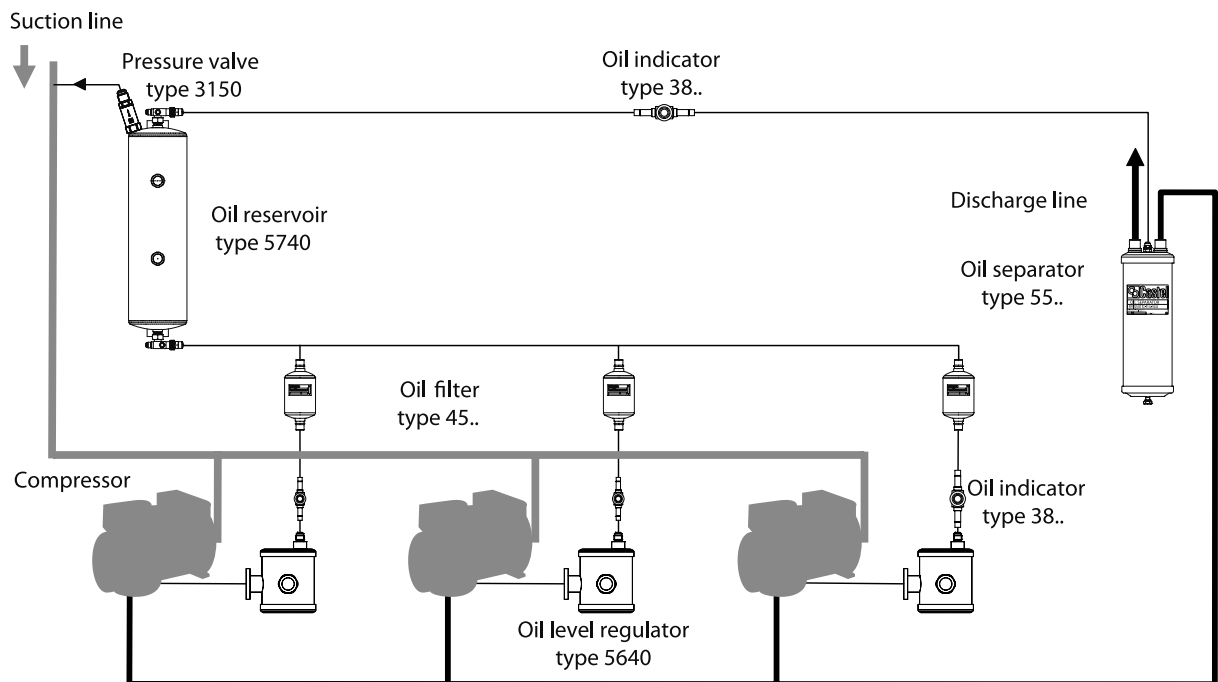 Suction line
Pressure valve
type 3150
Oil indicator
type 38..
Oil reservoir
type 5740
Discharge line
Oil separator
type 55..
Castel
Oil filter
type 45..
Compressor
Oil indicator
type 38..
Oil level regulator
type 5640